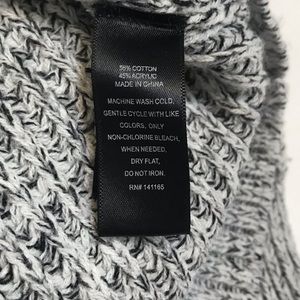 55% COTTON
45% ACRYLIC
MADE IN CHINA
MACHINE WASH COLD,
GENTLE CYCLE WITH LIKE
COLORS, ONLY
NON-CHLORINE BLEACH,
WHEN NEEDED,
DRY FLAT,
DO NOT IRON.
RN# 141165